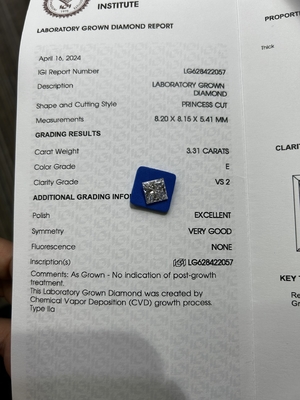 INSTITUTE
LABORATORY GROWN DIAMOND REPORT
PROPORTI
April 16, 2024
Thick
IGI Report Number LG628422057
Description LABORATORY GROWN
DIAMOND
Shape and Cutting Style PRINCESS CUT
Measurements 8.20 X 8.15 X 5.41 MM
GRADING RESULTS
Carat Weight 3.31 CARATS
Color Grade E
CLARIT
Clarity Grade VS 2
ADDITIONAL GRADING INFO
Polish EXCELLENT
Symmetry VERY GOOD
Fluorescence NONE
Inscription(s) LG628422057
Comments: As Grown - No indication of post-growth
treatment.
This Laboratory Grown Diamond was created by
Chemical Vapor Deposition (CVD) growth process.
Type IIa
KEY
Re
Gr